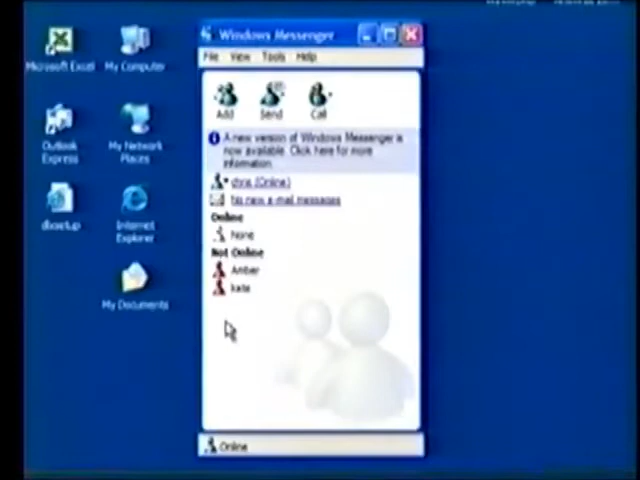 Microsoft Excel
My Computer
Outlook
Express
My Network
Places
dxsetup
Internet
Explorer
My Documents
Windows Messenger
File View Tools Help
Add Send Call
A new version of Windows Messenger is
now available. Click here for more
information.
chris (Online)
No new e-mail messages
Online
None
Not Online
Amber
kate
Online